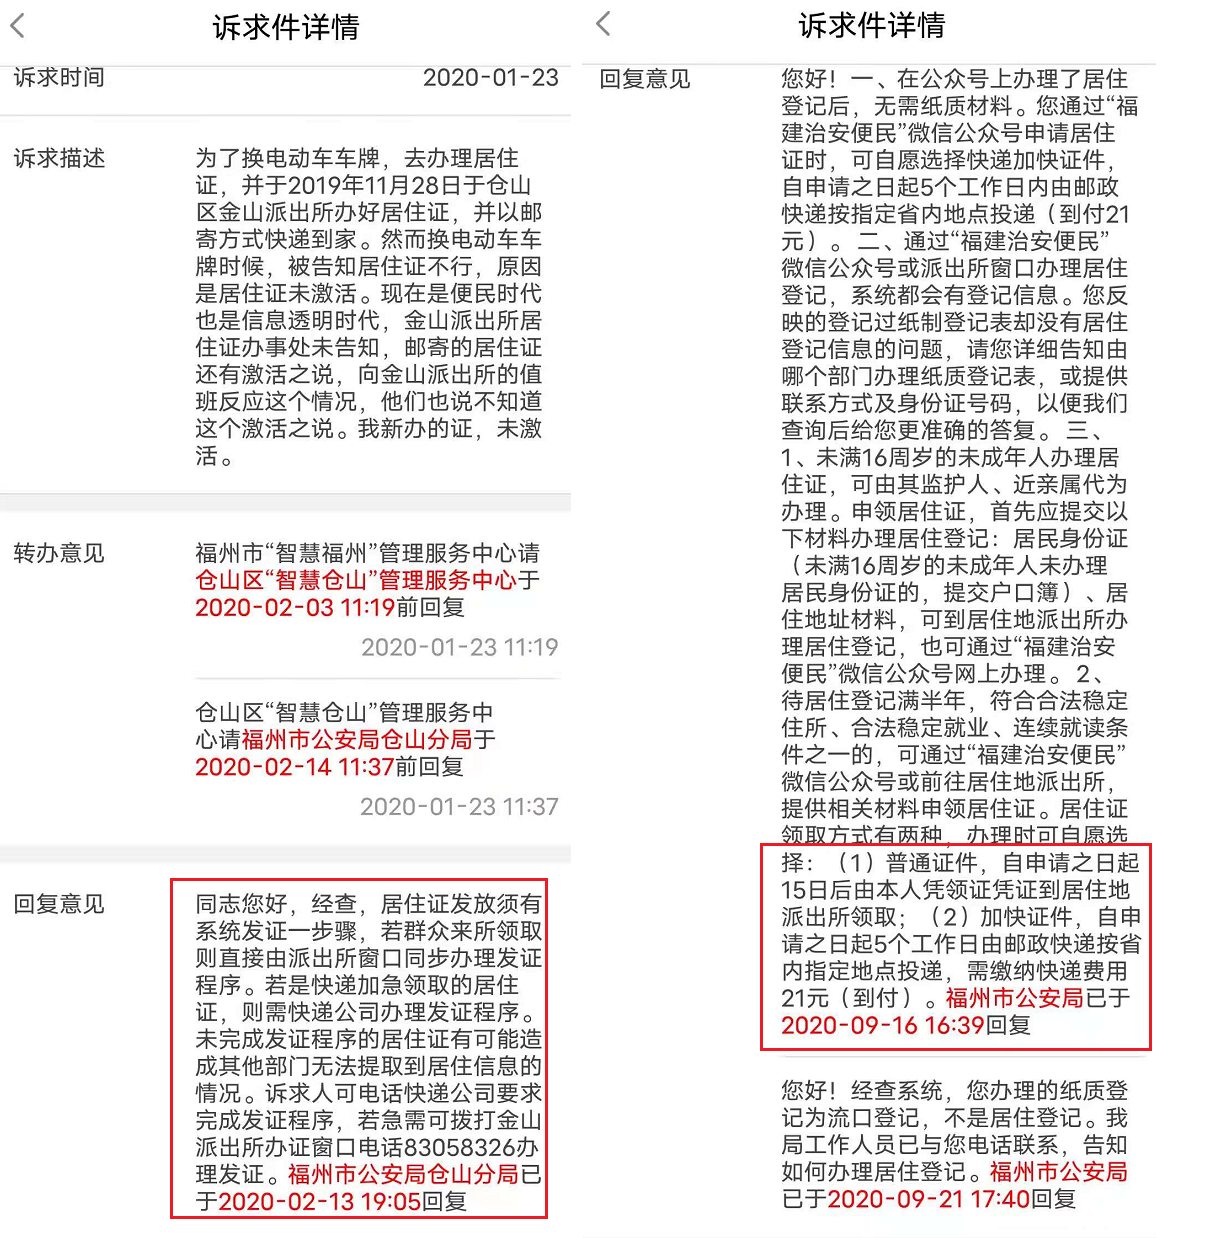 诉求件详情
诉求时间
2020-01-23
诉求描述
为了换电动车车牌，去办理居住
证，并于2019年11月28日于仓山
区金山派出所办好居住证，并以邮
寄方式快递到家。然而换电动车车
牌时候，被告知居住证不行，原因
是居住证未激活。现在是便民时代
也是信息透明时代，金山派出所居
住证办事处未告知，邮寄的居住证
还有激活之说，向金山派出所的值
班反应这个情况，他们也说不知道
这个激活之说。我新办的证，未激
活。
转办意见
福州市“智慧福州”管理服务中心请
仓山区“智慧仓山”管理服务中心于
2020-02-03 11:19前回复
2020-01-23 11:19
仓山区“智慧仓山”管理服务中
心请福州市公安局仓山分局于
2020-02-14 11:37前回复
2020-01-23 11:37
回复意见
同志您好，经查，居住证发放须有
系统发证一步骤，若群众来所领取
则直接由派出所窗口同步办理发证
程序。若是快递加急领取的居住
证，则需快递公司办理发证程序。
未完成发证程序的居住证有可能造
成其他部门无法提取到居住信息的
情况。诉求人可电话快递公司要求
完成发证程序，若急需可拨打金山
派出所办证窗口电话83058326办
理发证。福州市公安局仓山分局已
于2020-02-13 19:05回复
诉求件详情
回复意见
您好！一、在公众号上办理了居住
登记后，无需纸质材料。您通过“福
建治安便民”微信公众号申请居住
证时，可自愿选择快递加快证件，
自申请之日起5个工作日内由邮政
快递按指定省内地点投递（到付21
元）。二、通过“福建治安便民”
微信公众号或派出所窗口办理居住
登记，系统都会有登记信息。您反
映的登记过纸制登记表却没有居住
登记信息的问题，请您详细告知由
哪个部门办理纸质登记表，或提供
联系方式及身份证号码，以便我们
查询后给您更准确的答复。三、
1、未满16周岁的未成年人办理居
住证，可由其监护人、近亲属代为
办理。申领居住证，首先应提交以
下材料办理居住登记：居民身份证
（未满16周岁的未成年人未办理
居民身份证的，提交户口簿）、居
住地址材料，可到居住地派出所办
理居住登记，也可通过“福建治安
便民”微信公众号网上办理。2、
待居住登记满半年，符合合法稳定
住所、合法稳定就业、连续就读条
件之一的，可通过“福建治安便民”
微信公众号或前往居住地派出所，
提供相关材料申领居住证。居住证
领取方式有两种，办理时可自愿选
择：（1）普通证件，自申请之日起
15日后由本人凭领证凭证到居住地
派出所领取；（2）加快证件，自申
请之日起5个工作日由邮政快递按省
内指定地点投递，需缴纳快递费用
21元（到付）。福州市公安局已于
2020-09-16 16:39回复
您好！经查系统，您办理的纸质登
记为流口登记，不是居住登记。我
局工作人员已与您电话联系，告知
如何办理居住登记。福州市公安局
已于2020-09-21 17:40回复